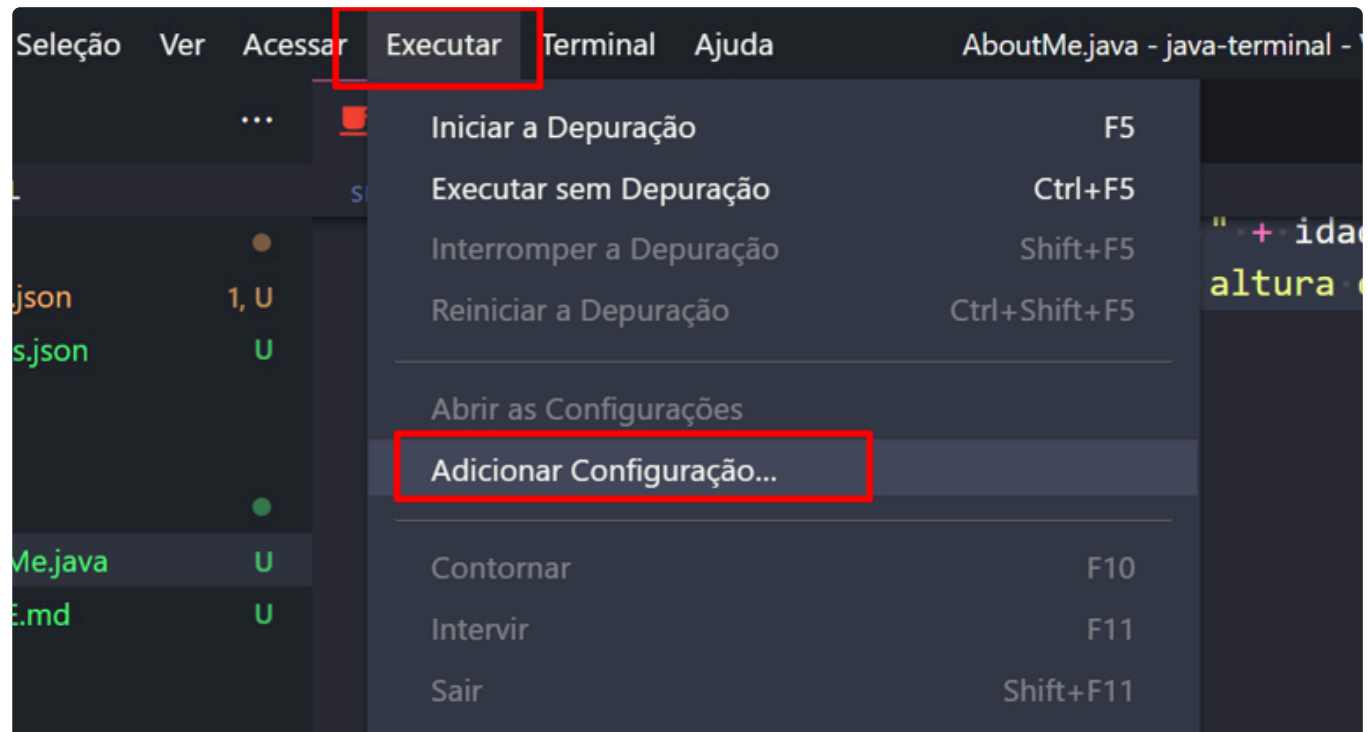 Seleção Ver Acessar Executar Terminal Ajuda AboutMe.java - java-terminal -
...
Iniciar a Depuração F5
Executar sem Depuração Ctrl+F5
" + idad
Interromper a Depuração Shift+F5
altura
.json 1, U
Reiniciar a Depuração Ctrl+Shift+F5
s.json U
Abrir as Configurações
Adicionar Configuração...
Me.java U
Contornar F10
E.md U
Intervir F11
Sair Shift+F11